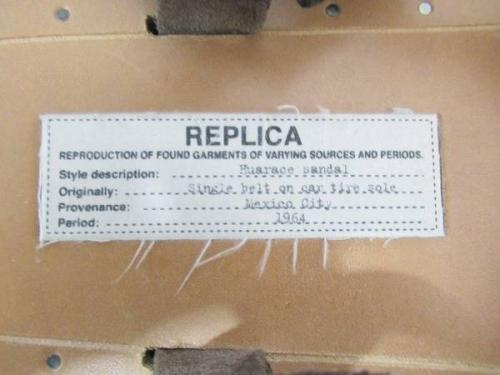 REPLICA
REPRODUCTION OF FOUND GARMENTS OF VARYING SOURCES AND PERIODS.
Style description: Huarace sandal
Originally: Single belt on car tire sole
Provenance: Mexico City
Period: 1964